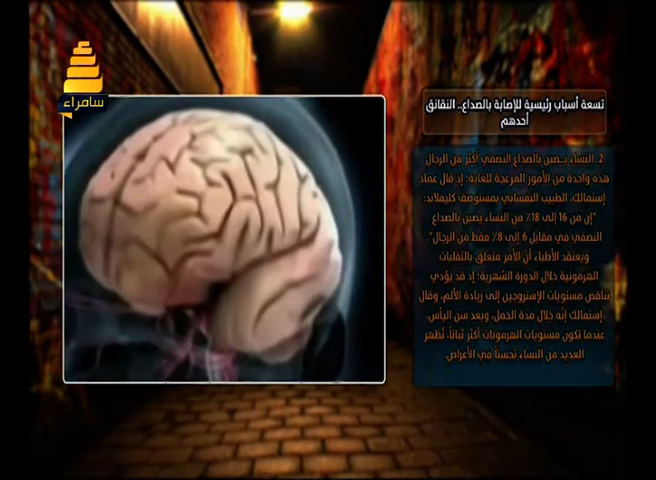 سامراء
تسعة أسباب رئيسية للإصابة بالصداع.. النقانق
أحدهم
2. النساء يصبن بالصداع النصفي أكثر من الرجال
هذه واحدة من الأمور المزعجة للغاية؛ إذ قال عماد
إستمالك، الطبيب النفساني بمستوصف كليفلاند:
"إن من 16 إلى 18٪ من النساء يصبن بالصداع
النصفي في مقابل 6 إلى 8٪ فقط من الرجال".
ويعتقد الأطباء أن الأمر متعلق بالتقلبات
الهرمونية خلال الدورة الشهرية؛ إذ قد يؤدي
تناقص مستويات الإستروجين إلى زيادة الألم، وقال
إستمالك إنه خلال مدة الحمل، وبعد سن اليأس،
عندما تكون مستويات الهرمونات أكثر ثباتاً، تُظهر
العديد من النساء تحسناً في الأعراض.